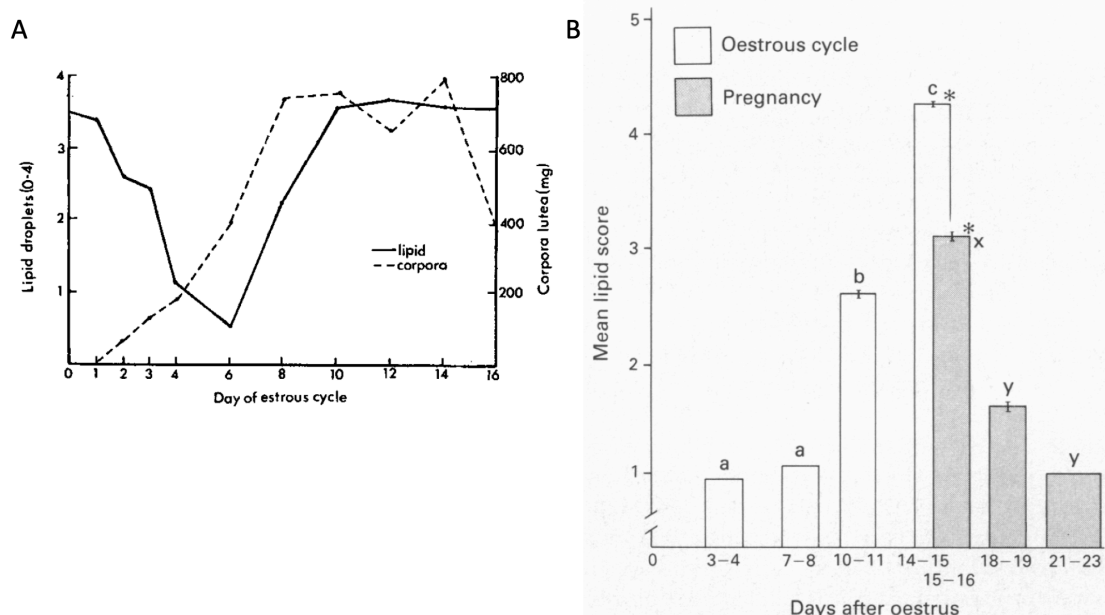 A
4
3
2
1
Lipid droplets(0-4)
800
600
400
200
Corpora lutea(mg)
lipid
corpora
0 1 2 3 4 6 8 10 12 14 16
Day of estrous cycle
B
5
4
3
2
1
Mean lipid score
Oestrous cycle
Pregnancy
a
a
b
c *
* x
y
y
0 3–4 7–8 10–11 14–15 18–19 21–23
15–16
Days after oestrus